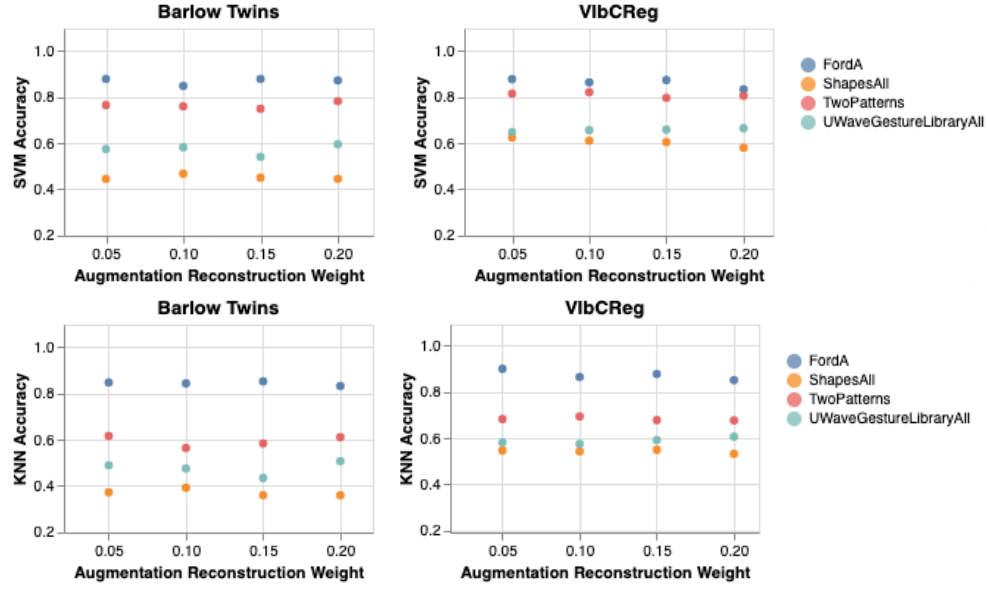 Barlow Twins
VIbCReg
SVM Accuracy
1.0
0.8
0.6
0.4
0.2
0.05 0.10 0.15 0.20
Augmentation Reconstruction Weight
SVM Accuracy
1.0
0.8
0.6
0.4
0.2
0.05 0.10 0.15 0.20
Augmentation Reconstruction Weight
FordA
ShapesAll
TwoPatterns
UWaveGestureLibraryAll
Barlow Twins
VIbCReg
KNN Accuracy
1.0
0.8
0.6
0.4
0.2
0.05 0.10 0.15 0.20
Augmentation Reconstruction Weight
KNN Accuracy
1.0
0.8
0.6
0.4
0.2
0.05 0.10 0.15 0.20
Augmentation Reconstruction Weight
FordA
ShapesAll
TwoPatterns
UWaveGestureLibraryAll